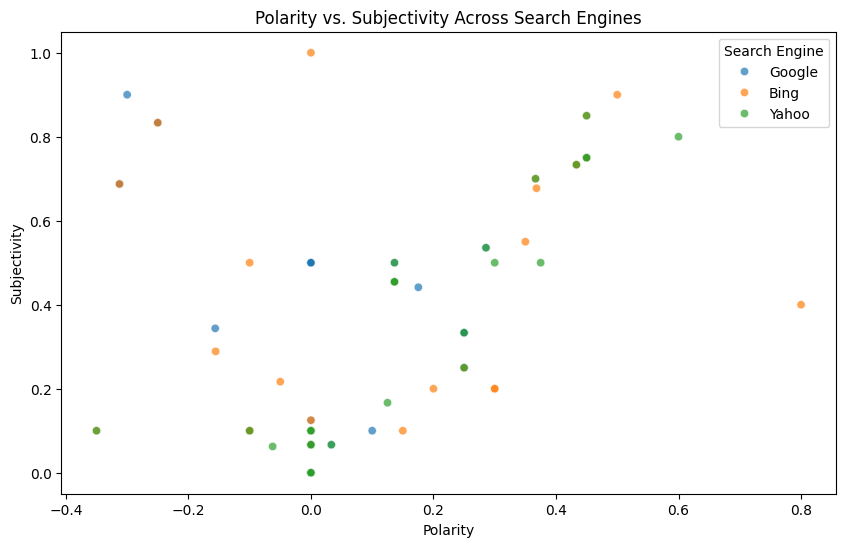 Polarity vs. Subjectivity Across Search Engines
Search Engine
Google
Bing
Yahoo
Subjectivity
1.0
0.8
0.6
0.4
0.2
0.0
−0.4
−0.2
0.0
0.2
0.4
0.6
0.8
Polarity